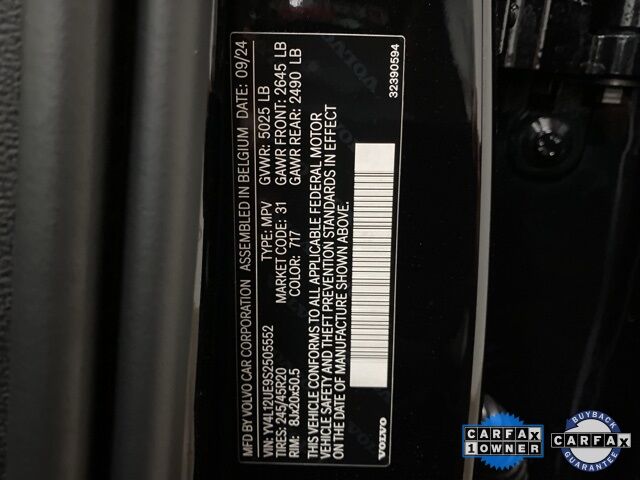 MFD BY VOLVO CAR CORPORATION ASSEMBLED IN BELGIUM DATE: 09/24
VIN: YV4L12UE9S2506552 TYPE: MPV GVWR: 5025 LB
TIRES: 245/45R20 MARKET CODE: 31 GAWR FRONT: 2645 LB
RIM: 8Jx20x50.5 COLOR: 717 GAWR REAR: 2490 LB
THIS VEHICLE CONFORMS TO ALL APPLICABLE FEDERAL MOTOR
VEHICLE SAFETY AND THEFT PREVENTION STANDARDS IN EFFECT
ON THE DATE OF MANUFACTURE SHOWN ABOVE.
VOLVO
32390594
CARFAX
1 OWNER
BUYBACK
CARFAX
GUARANTEE